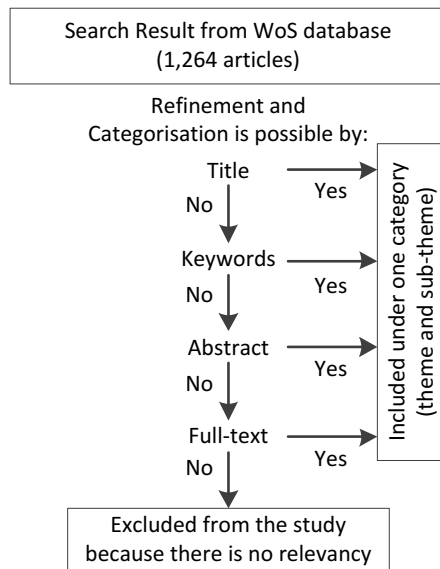 Search Result from WoS database
(1,264 articles)
Refinement and
Categorisation is possible by:
Title
Yes
No
Keywords
Yes
No
Abstract
Yes
No
Full-text
Yes
No
Included under one category
(theme and sub-theme)
Excluded from the study
because there is no relevancy